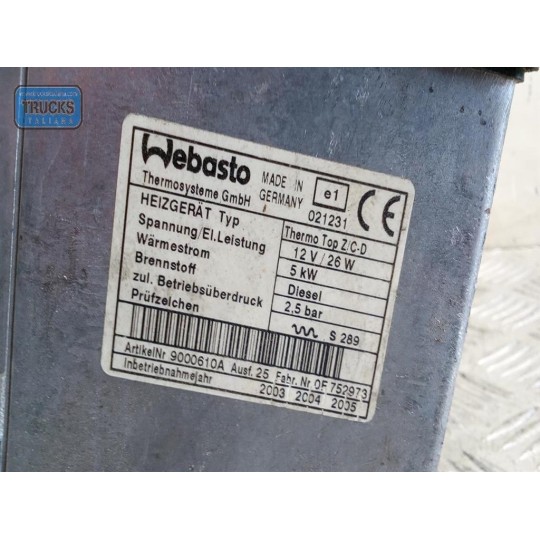 TRUCKS
ITALIANS
Webasto
Thermosysteme GmbH
MADE IN
GERMANY
e1
021231
CE
HEIZGERÄT Typ Thermo Top Z/C-D
Spannung/El.Leistung 12 V / 26 W
Wärmestrom 5 kW
Brennstoff Diesel
zul. Betriebsüberdruck 2,5 bar
Prüfzeichen S 289
ArtikelNr 9000610A Ausf. 25 Fahr. Nr 0F 752973
Inbetriebnahmejahr 2003 2004 2005